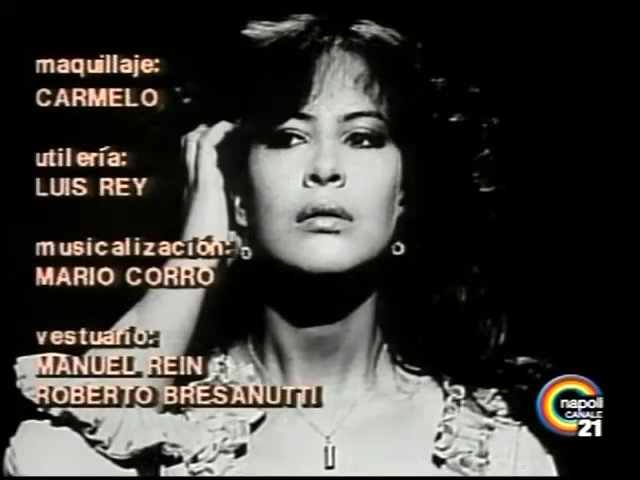 maquillaje:
CARMELO
utilería:
LUIS REY
musicalización:
MARIO CORRO
vestuario:
MANUEL REIN
ROBERTO BRESANUTTI
napoli
CANALE
21